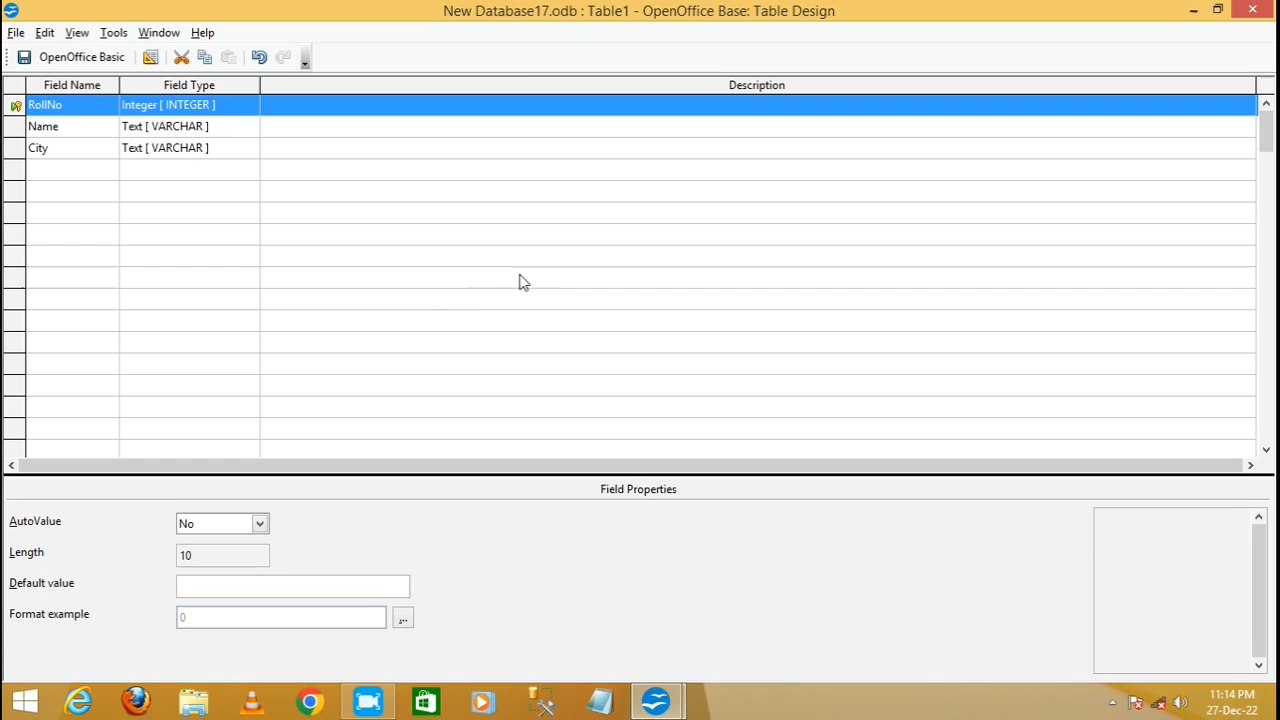 New Database17.odb : Table1 - OpenOffice Base: Table Design
File Edit View Tools Window Help
OpenOffice Basic
Field Name Field Type Description
RollNo Integer [ INTEGER ]
Name Text [ VARCHAR ]
City Text [ VARCHAR ]
Field Properties
AutoValue No
Length 10
Default value
Format example 0 ...
11:14 PM
27-Dec-22